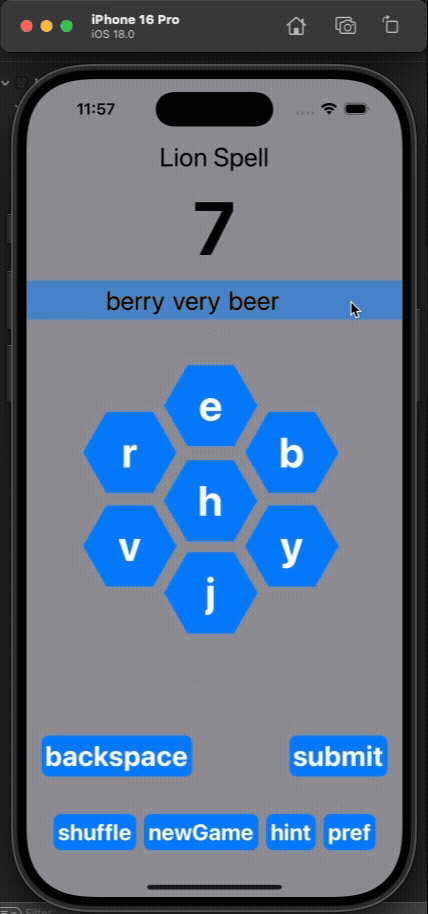 iPhone 16 Pro
iOS 18.0
11:57
Lion Spell
7
berry very beer
e
r
b
h
v
y
j
backspace
submit
shuffle
newGame
hint
pref